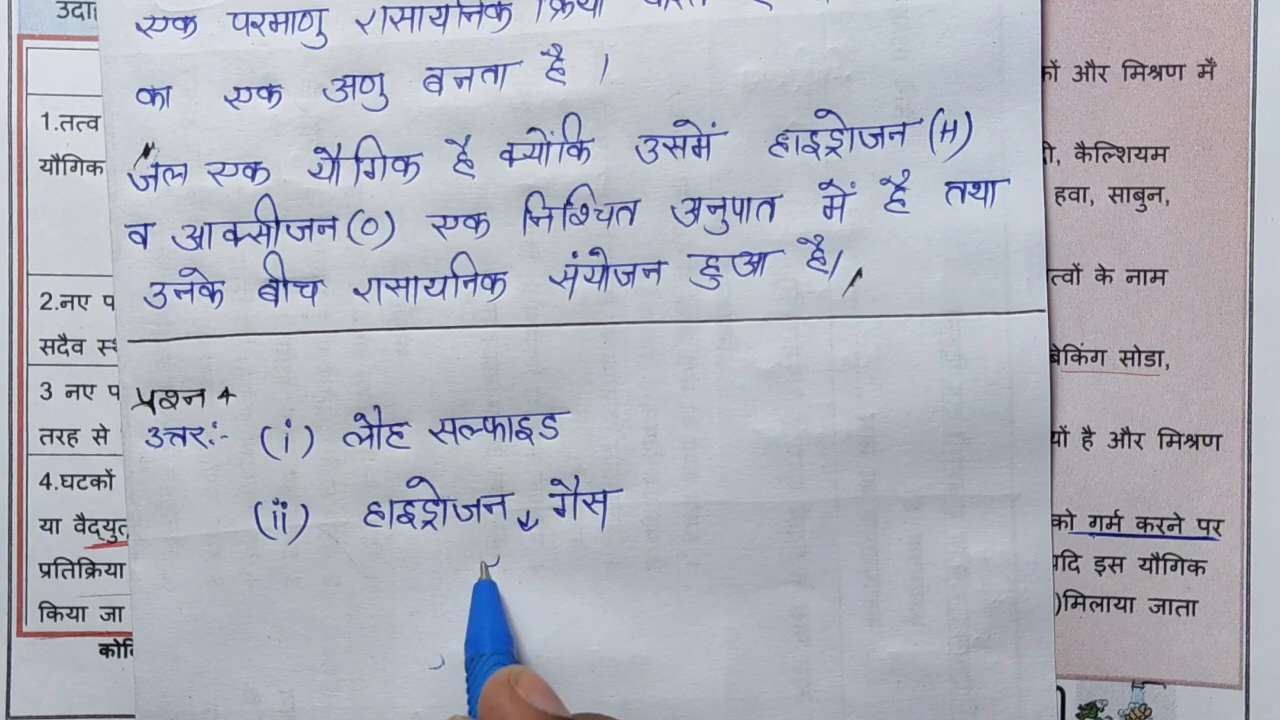 उदा
एक परमाणु रासायनिक क्रिया
का एक अणु बनता है ।
जल एक यौगिक है क्योंकि उसमें हाइड्रोजन (H)
व आक्सीजन (O) एक निश्चित अनुपात में है तथा
उनके बीच रासायनिक संयोजन हुआ है।
प्रश्न 4
उत्तर:- (i) लौह सल्फाइड
(ii) हाइड्रोजन गैस
1.तत्व
यौगिक
2.नए प
सदैव स्
3 नए प
तरह से
4.घटकों
या वैद्युत
प्रतिक्रिया
किया जा
और मिश्रण में
कैल्शियम
हवा, साबुन,
त्वों के नाम
बेकिंग सोडा,
है और मिश्रण
को गर्म करने पर
यदि इस यौगिक
)मिलाया जाता